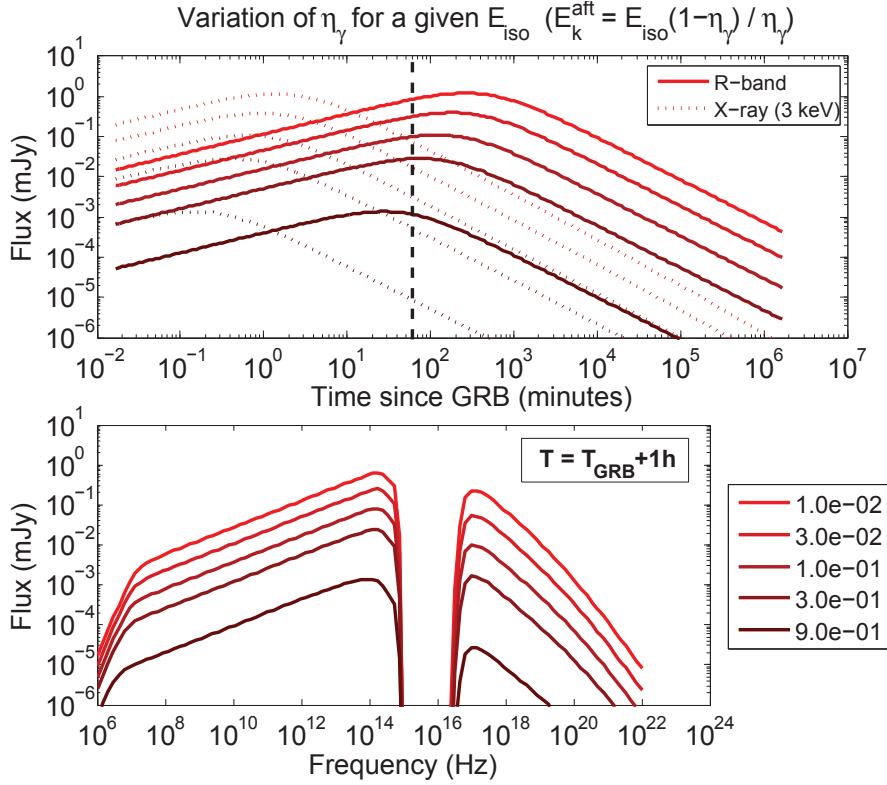 Variation of η_γ for a given E_iso (E_k^aft = E_iso(1−η_γ) / η_γ)
10^1
10^0
10^-1
10^-2
10^-3
10^-4
10^-5
10^-6
Flux (mJy)
R−band
X−ray (3 keV)
10^-2 10^-1 10^0 10^1 10^2 10^3 10^4 10^5 10^6 10^7
Time since GRB (minutes)
10^1
10^0
10^-1
10^-2
10^-3
10^-4
10^-5
10^-6
Flux (mJy)
T = T_GRB+1h
1.0e−02
3.0e−02
1.0e−01
3.0e−01
9.0e−01
10^6 10^8 10^10 10^12 10^14 10^16 10^18 10^20 10^22 10^24
Frequency (Hz)